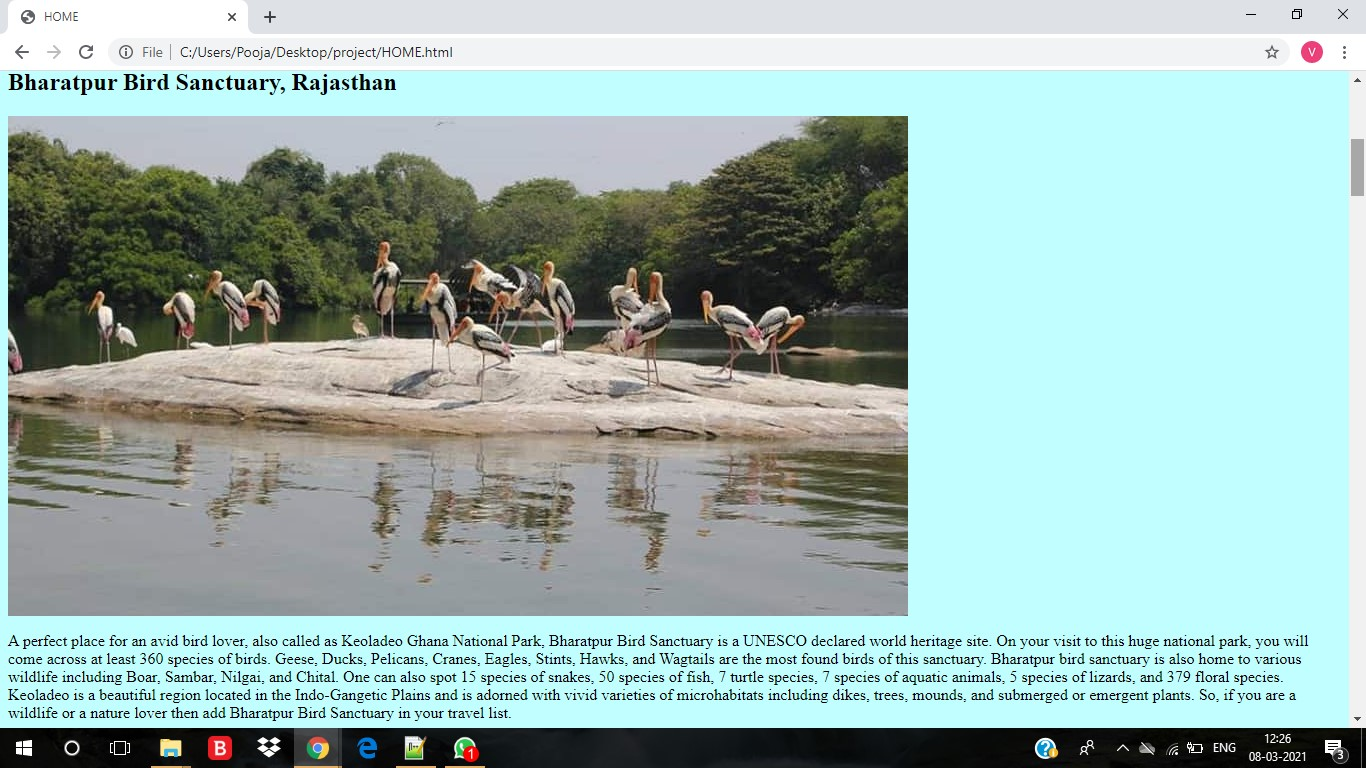 HOME
File
C:/Users/Pooja/Desktop/project/HOME.html
V
Bharatpur Bird Sanctuary, Rajasthan
A perfect place for an avid bird lover, also called as Keoladeo Ghana National Park, Bharatpur Bird Sanctuary is a UNESCO declared world heritage site. On your visit to this huge national park, you will
come across at least 360 species of birds. Geese, Ducks, Pelicans, Cranes, Eagles, Stints, Hawks, and Wagtails are the most found birds of this sanctuary. Bharatpur bird sanctuary is also home to various
wildlife including Boar, Sambar, Nilgai, and Chital. One can also spot 15 species of snakes, 50 species of fish, 7 turtle species, 7 species of aquatic animals, 5 species of lizards, and 379 floral species.
Keoladeo is a beautiful region located in the Indo-Gangetic Plains and is adorned with vivid varieties of microhabitats including dikes, trees, mounds, and submerged or emergent plants. So, if you are a
wildlife or a nature lover then add Bharatpur Bird Sanctuary in your travel list.
B
1
ENG
12:26
08-03-2021
3